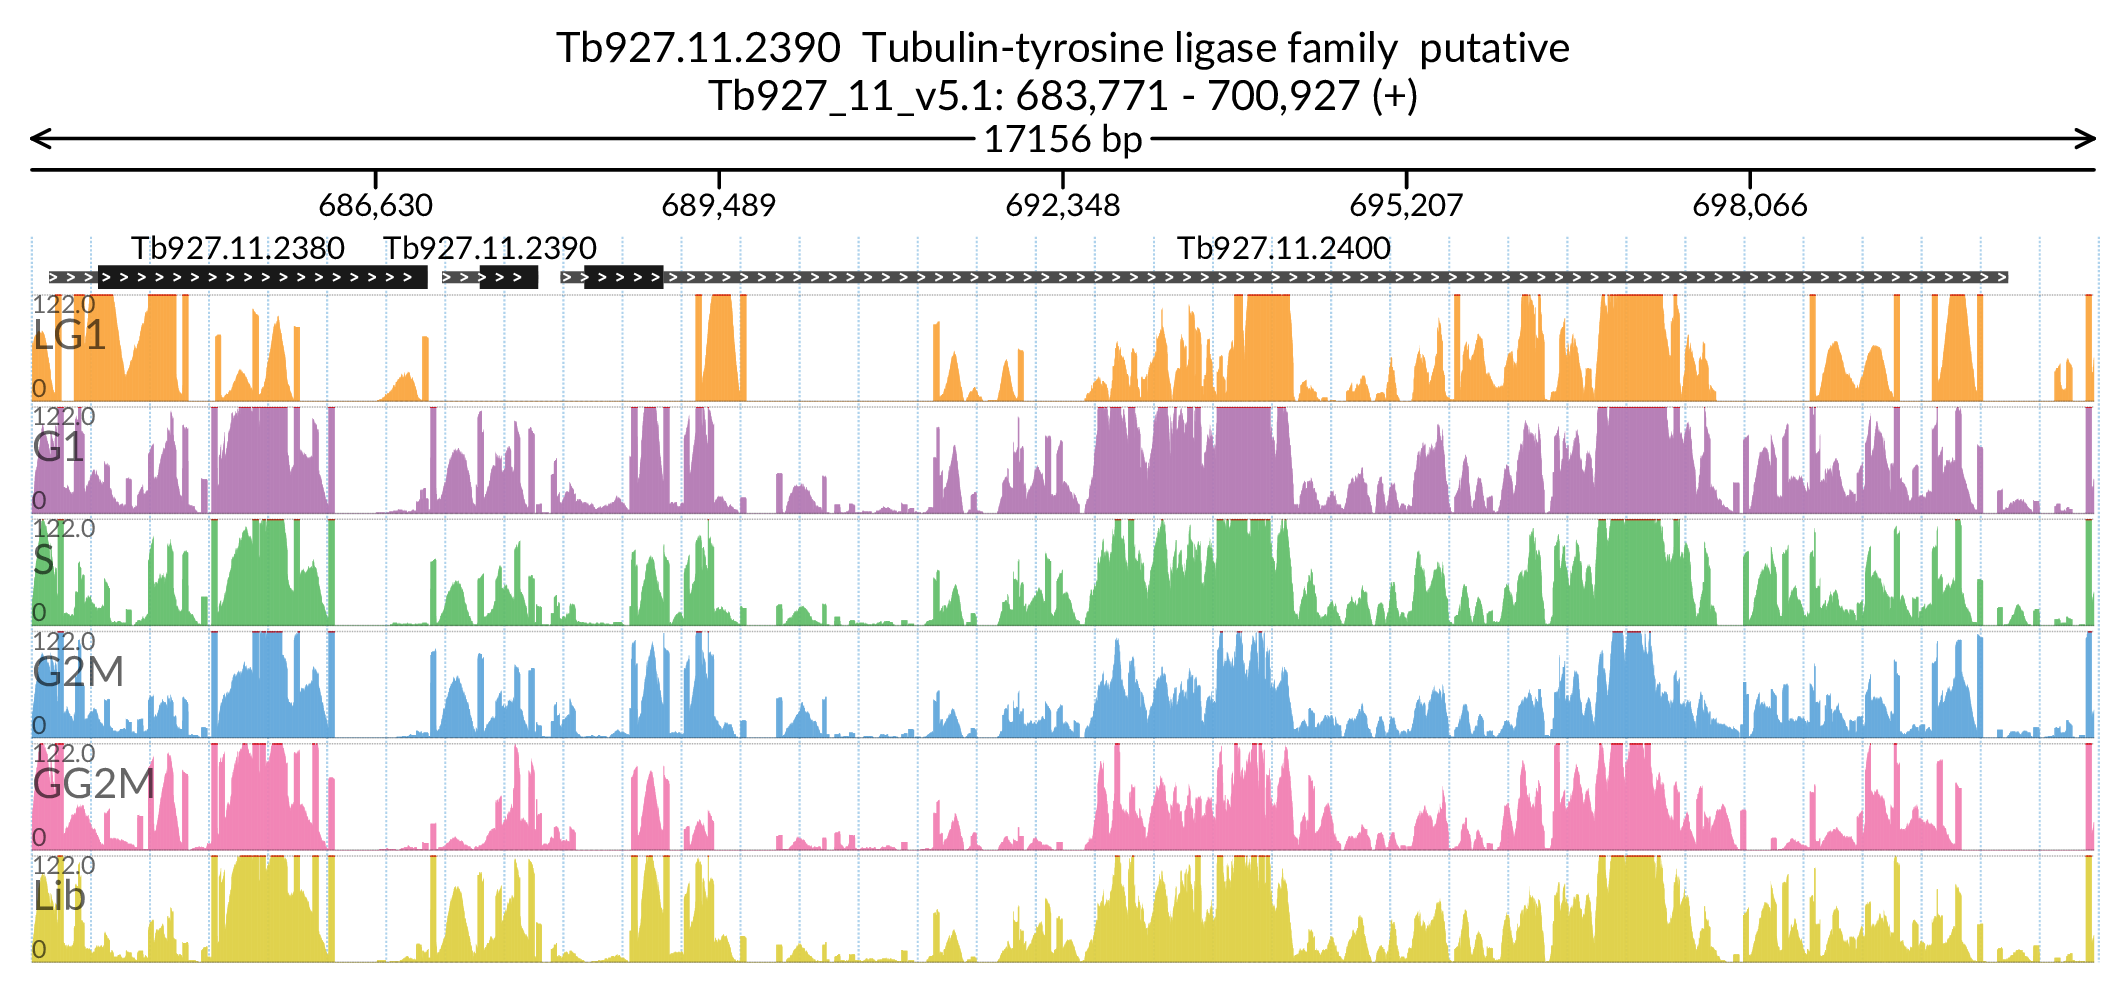 Tb927.11.2390  Tubulin-tyrosine ligase family  putative
Tb927_11_v5.1: 683,771 - 700,927 (+)
17156 bp
686,630 689,489 692,348 695,207 698,066
Tb927.11.2380 Tb927.11.2390 Tb927.11.2400
122.0
LG1
0
122.0
G1
0
122.0
S
0
122.0
G2M
0
122.0
GG2M
0
122.0
Lib
0